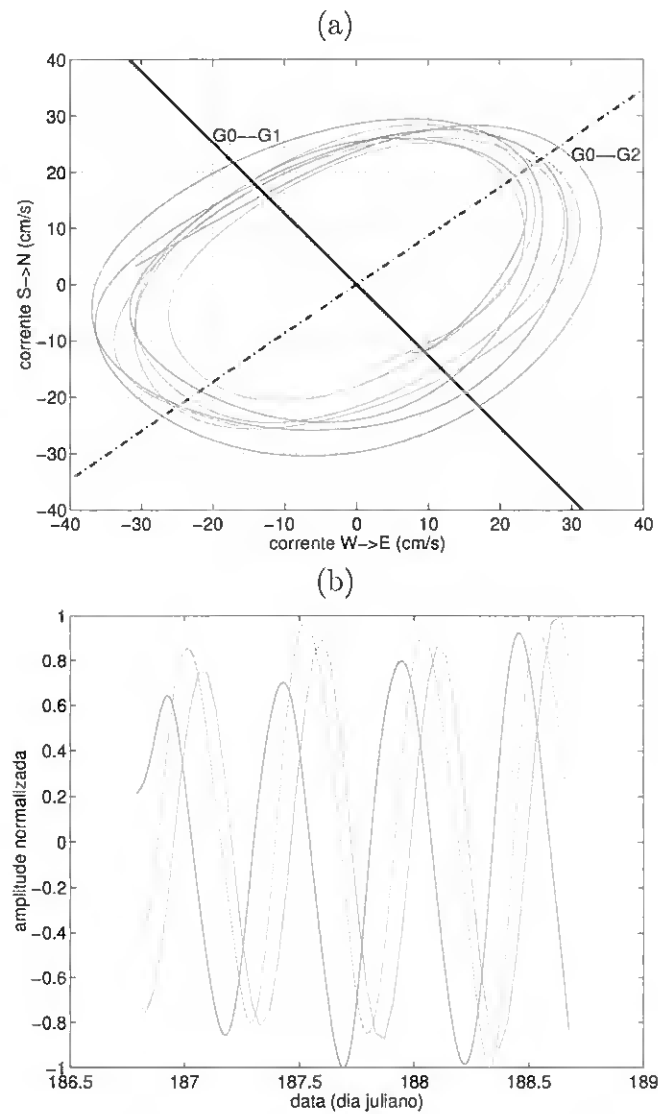 (a)
40
30
20
10
0
−10
−20
−30
−40
corrente S−>N (cm/s)
G0−−G1
G0−−G2
−40 −30 −20 −10 0 10 20 30 40
corrente W−>E (cm/s)
(b)
1
0.8
0.6
0.4
0.2
0
−0.2
−0.4
−0.6
−0.8
−1
amplitude normalizada
186.5 187 187.5 188 188.5 189
data (dia juliano)